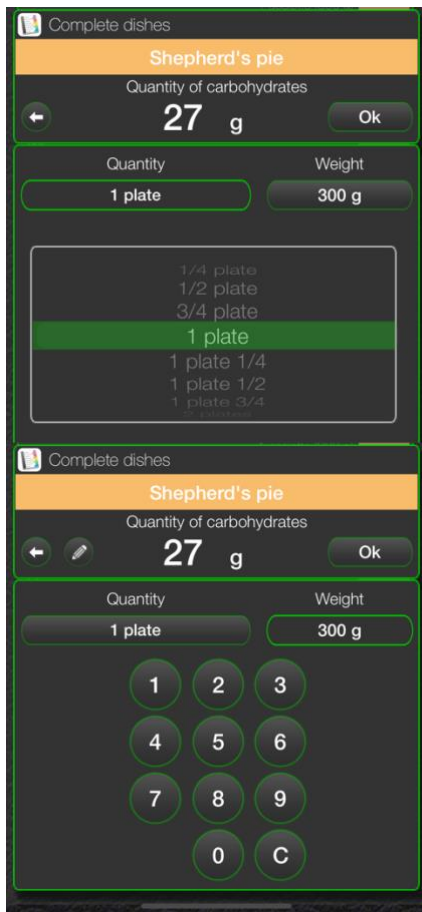 Complete dishes
Shepherd's pie
Quantity of carbohydrates
27 g
Ok
Quantity Weight
1 plate 300 g
1/4 plate
1/2 plate
3/4 plate
1 plate
1 plate 1/4
1 plate 1/2
1 plate 3/4
2 plates
Complete dishes
Shepherd's pie
Quantity of carbohydrates
27 g
Ok
Quantity Weight
1 plate 300 g
1 2 3
4 5 6
7 8 9
0 C